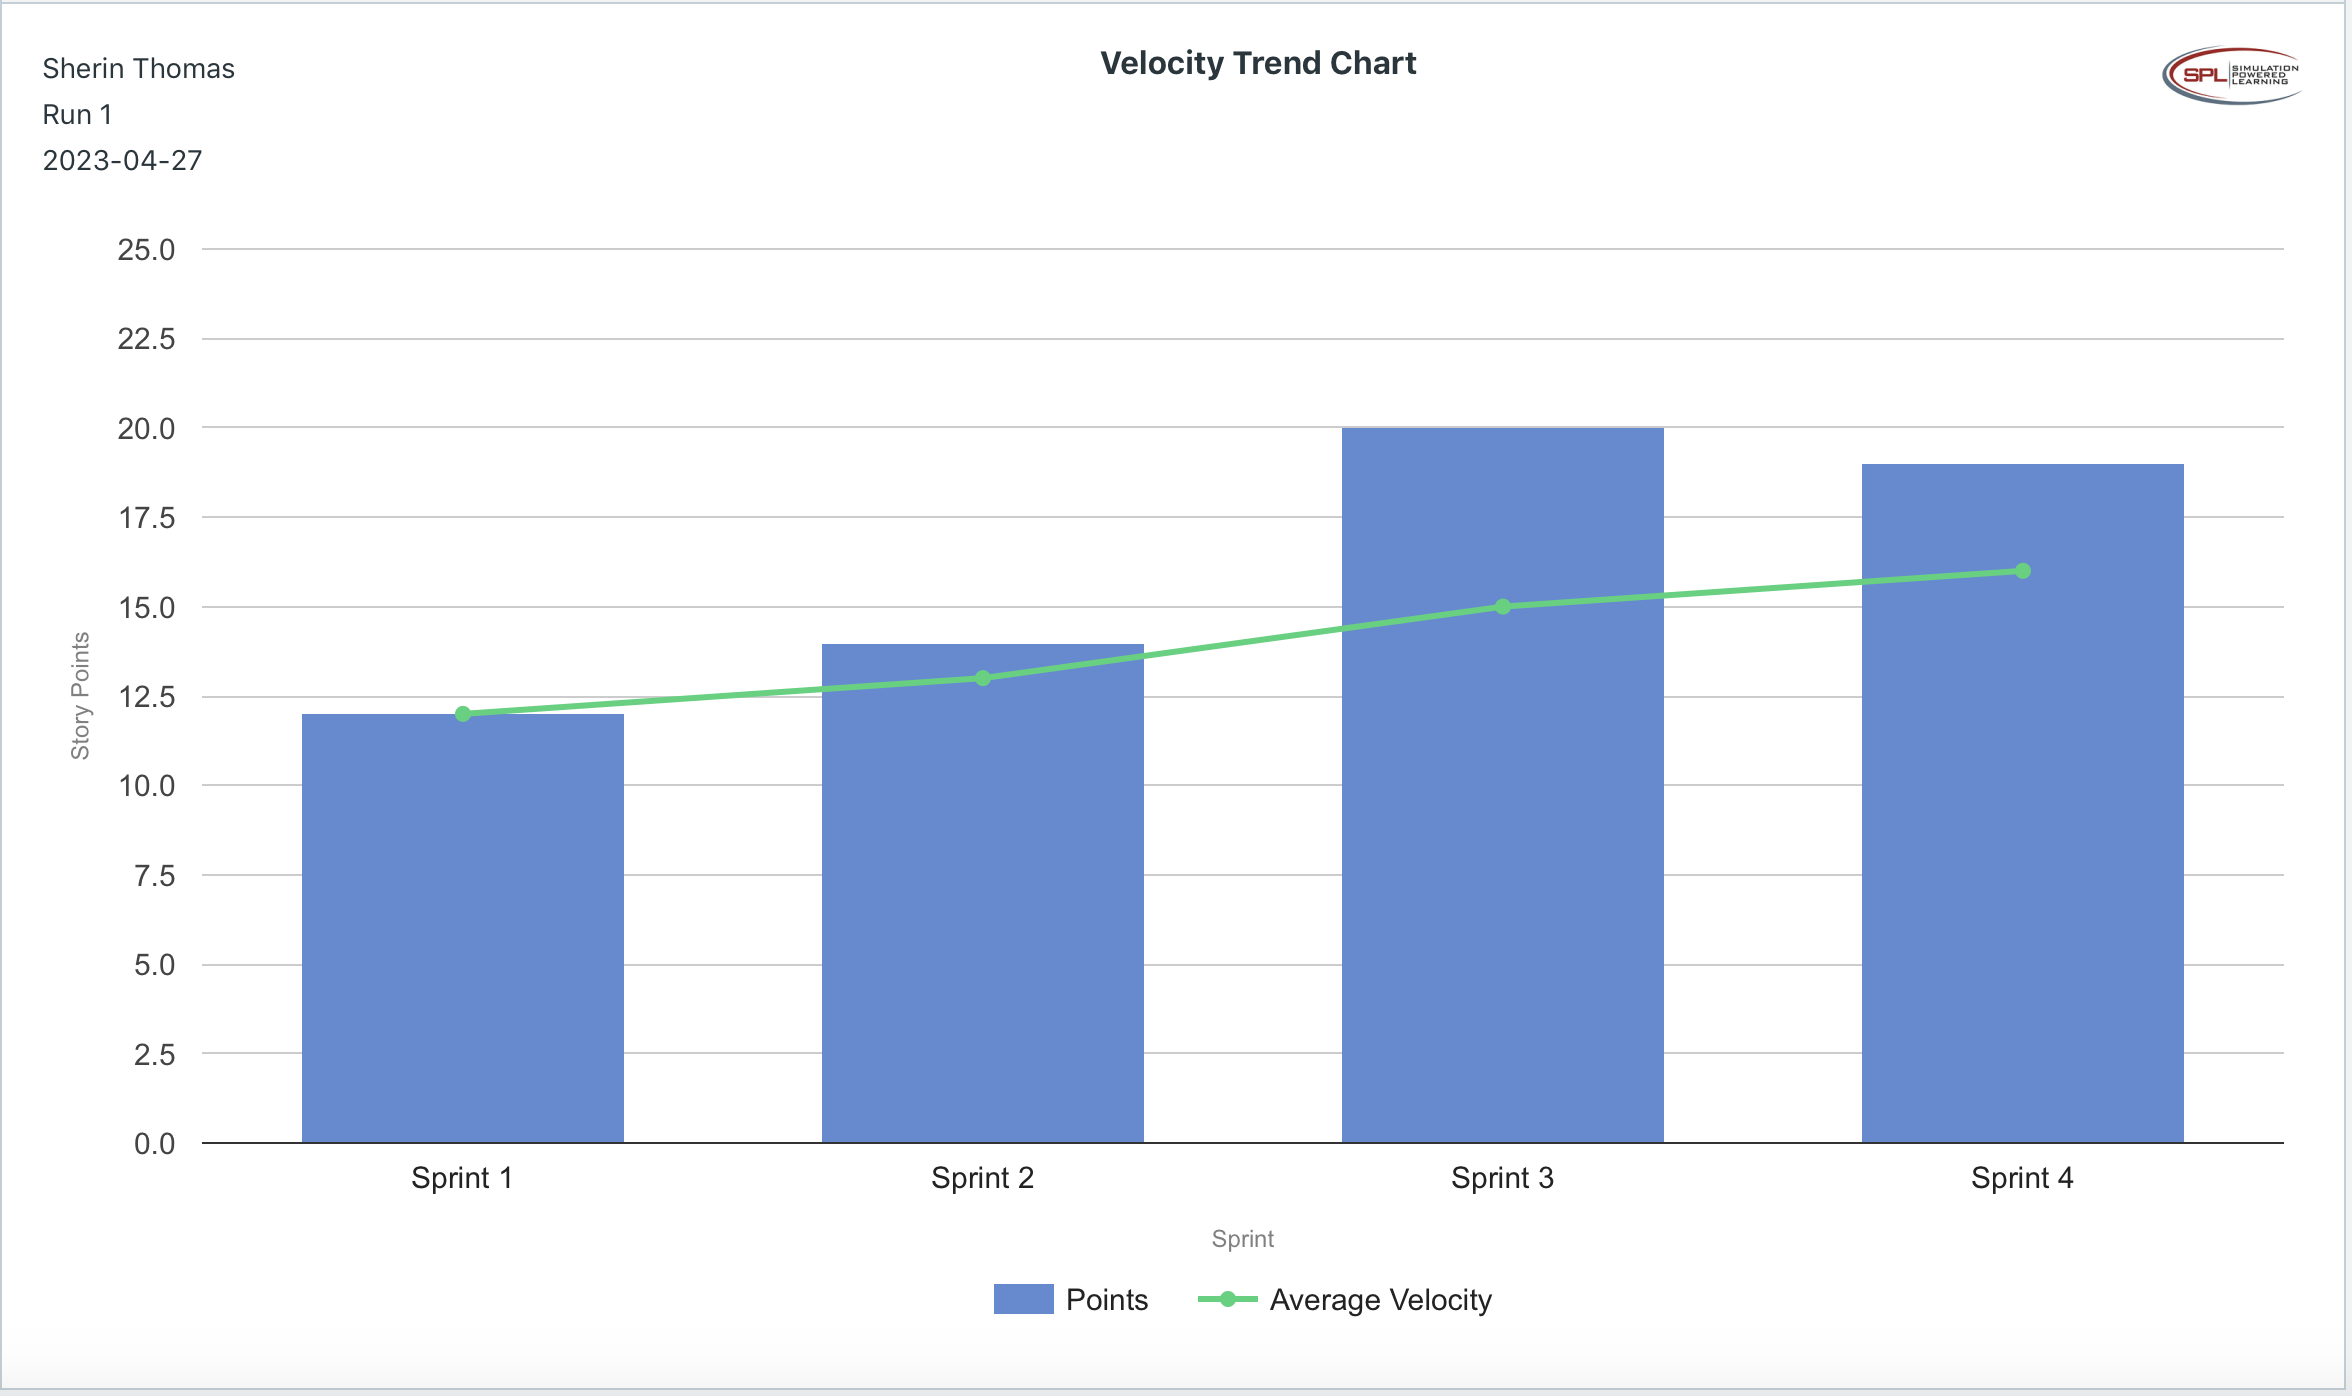 Sherin Thomas
Run 1
2023-04-27
Velocity Trend Chart
SPL
SIMULATION
POWERED
LEARNING
25.0
22.5
20.0
17.5
15.0
12.5
10.0
7.5
5.0
2.5
0.0
Story Points
Sprint 1
Sprint 2
Sprint 3
Sprint 4
Sprint
Points
Average Velocity